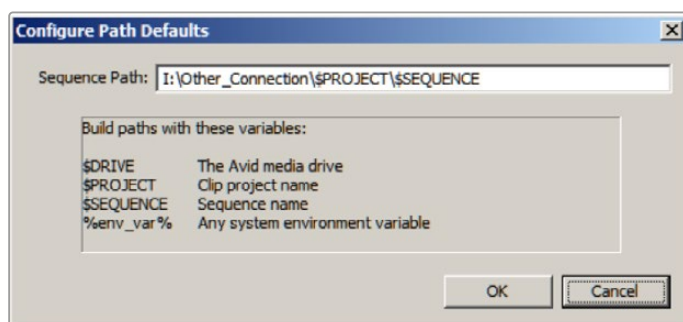 Configure Path Defaults
Sequence Path: I:\Other_Connection\$PROJECT\$SEQUENCE
Build paths with these variables:
$DRIVE The Avid media drive
$PROJECT Clip project name
$SEQUENCE Sequence name
%env_var% Any system environment variable
OK Cancel